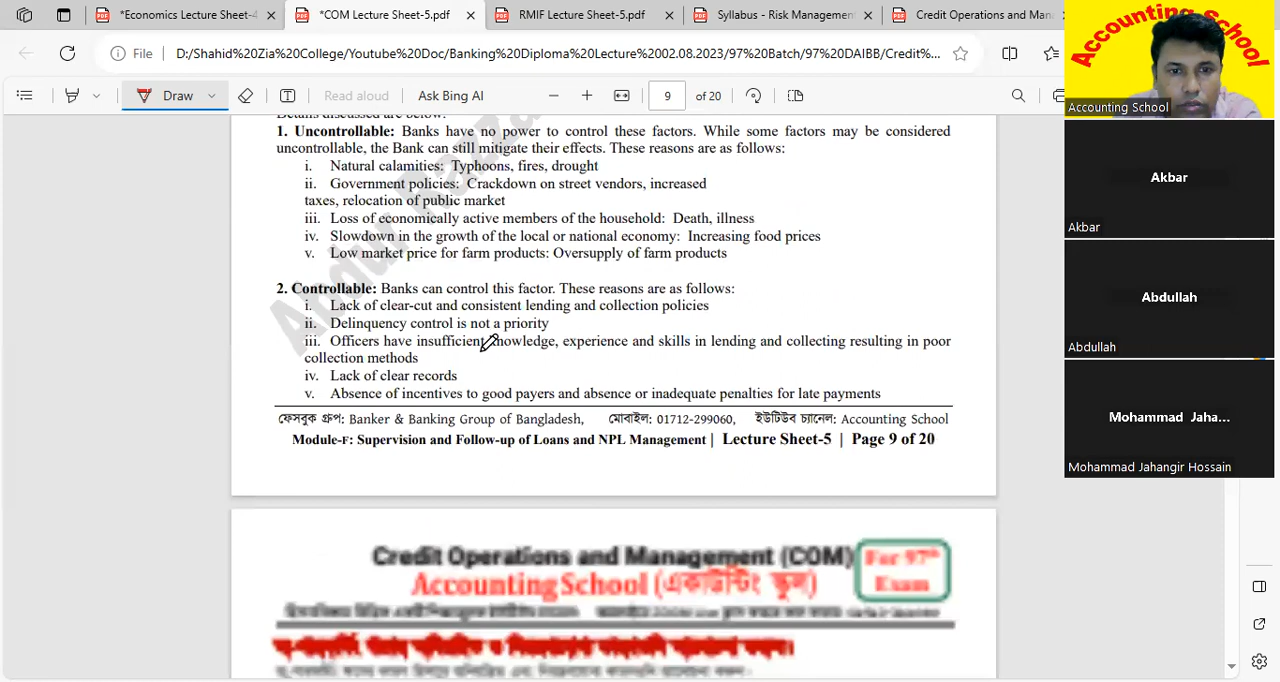 *Economics Lecture Sheet-4
*COM Lecture Sheet-5.pdf
RMIF Lecture Sheet-5.pdf
Syllabus - Risk Management
Credit Operations and Man
File
D:/Shahid%20Zia%20College/Youtube%20Doc/Banking%20Diploma%20Lecture%2002.08.2023/97%20Batch/97%20DAIBB/Credit%...
Draw
Read aloud
Ask Bing AI
9
of 20
Details discussed are below:
1. Uncontrollable: Banks have no power to control these factors. While some factors may be considered
uncontrollable, the Bank can still mitigate their effects. These reasons are as follows:
i. Natural calamities: Typhoons, fires, drought
ii. Government policies: Crackdown on street vendors, increased
taxes, relocation of public market
iii. Loss of economically active members of the household: Death, illness
iv. Slowdown in the growth of the local or national economy: Increasing food prices
v. Low market price for farm products: Oversupply of farm products
2. Controllable: Banks can control this factor. These reasons are as follows:
i. Lack of clear-cut and consistent lending and collection policies
ii. Delinquency control is not a priority
iii. Officers have insufficient knowledge, experience and skills in lending and collecting resulting in poor
collection methods
iv. Lack of clear records
v. Absence of incentives to good payers and absence or inadequate penalties for late payments
ফেসবুক গ্রুপ: Banker & Banking Group of Bangladesh, মোবাইল: 01712-299060, ইউটিউব চ্যানেল: Accounting School
Module-F: Supervision and Follow-up of Loans and NPL Management | Lecture Sheet-5 | Page 9 of 20
Credit Operations and Management (COM)
Accounting School (একাউন্টিং স্কুল)
For 97th
Exam
Abdur Razza
Accounting School
Accounting School
Akbar
Akbar
Abdullah
Abdullah
Mohammad Jaha...
Mohammad Jahangir Hossain